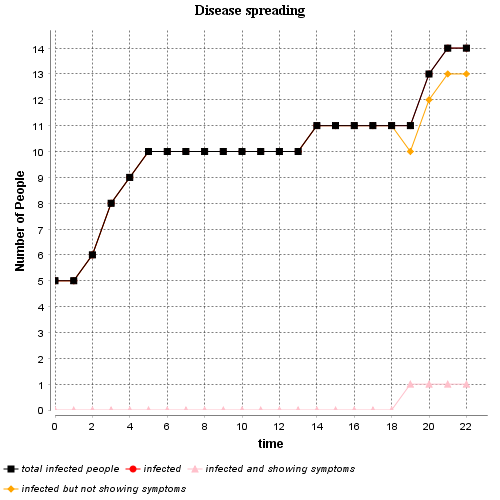 Disease spreading
14
13
12
11
10
9
8
7
6
5
4
3
2
1
0
Number of People
0 2 4 6 8 10 12 14 16 18 20 22
time
total infected people infected infected and showing symptoms
infected but not showing symptoms